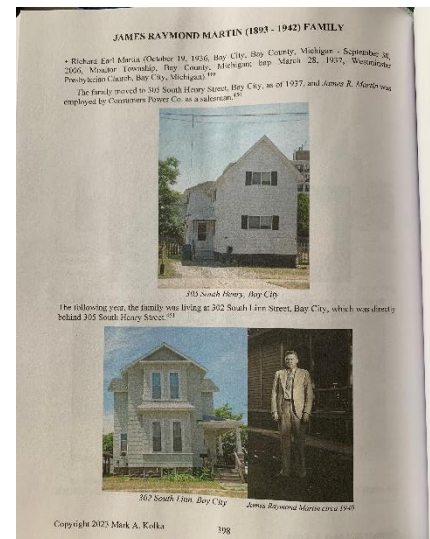 JAMES RAYMOND MARTIN (1893 - 1942) FAMILY
• Richard Earl Martin (October 19, 1936, Bay City, Bay County, Michigan - September 30,
2006, Monitor Township, Bay County, Michigan; bap March 28, 1937, Westminster
Presbyterian Church, Bay City, Michigan).
The family moved to 305 South Henry Street, Bay City, as of 1937, and James R. Martin was
employed by Consumers Power Co. as a salesman.
305 South Henry, Bay City
The following year, the family was living at 302 South Linn Street, Bay City, which was directly
behind 305 South Henry Street.
302 South Linn, Bay City
James Raymond Martin circa 1940
Copyright 2023 Mark A. Kolka
398